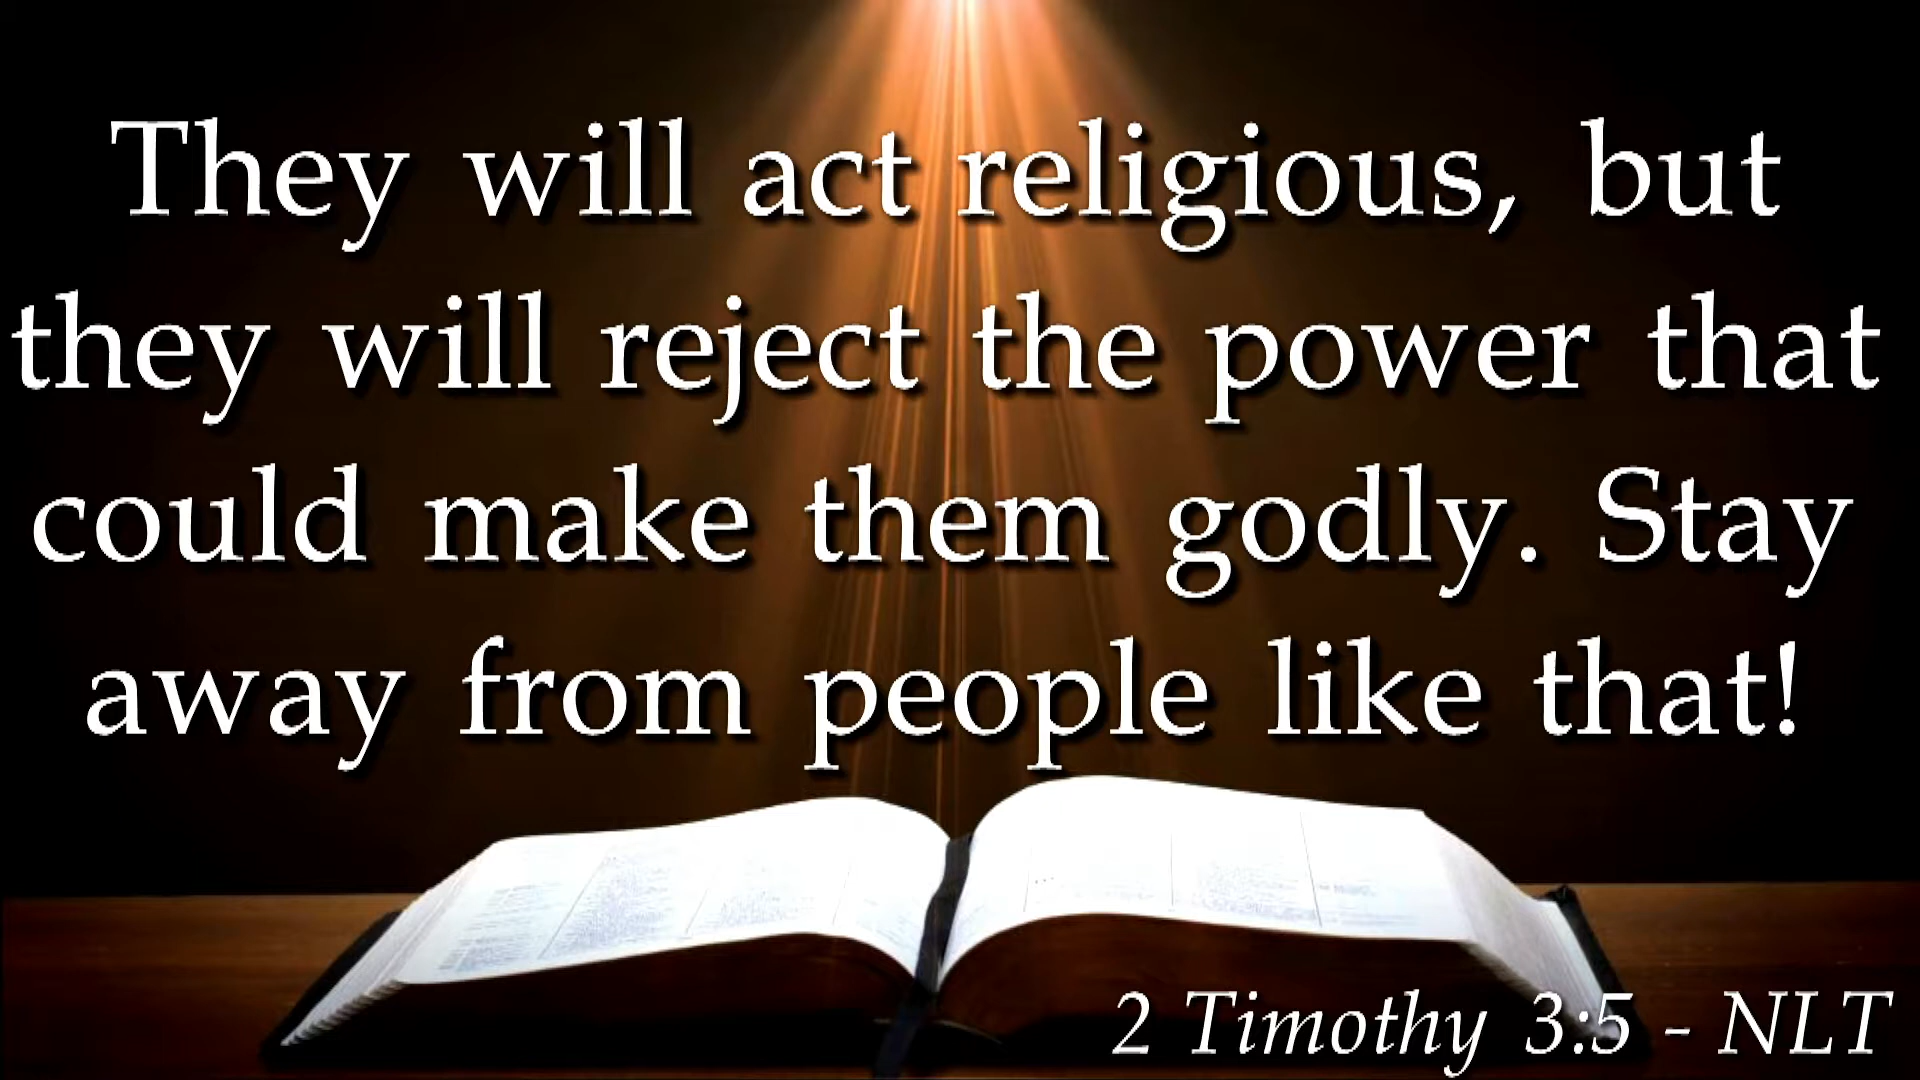 They will act religious, but
they will reject the power that
could make them godly. Stay
away from people like that!
2 Timothy 3:5 - NLT